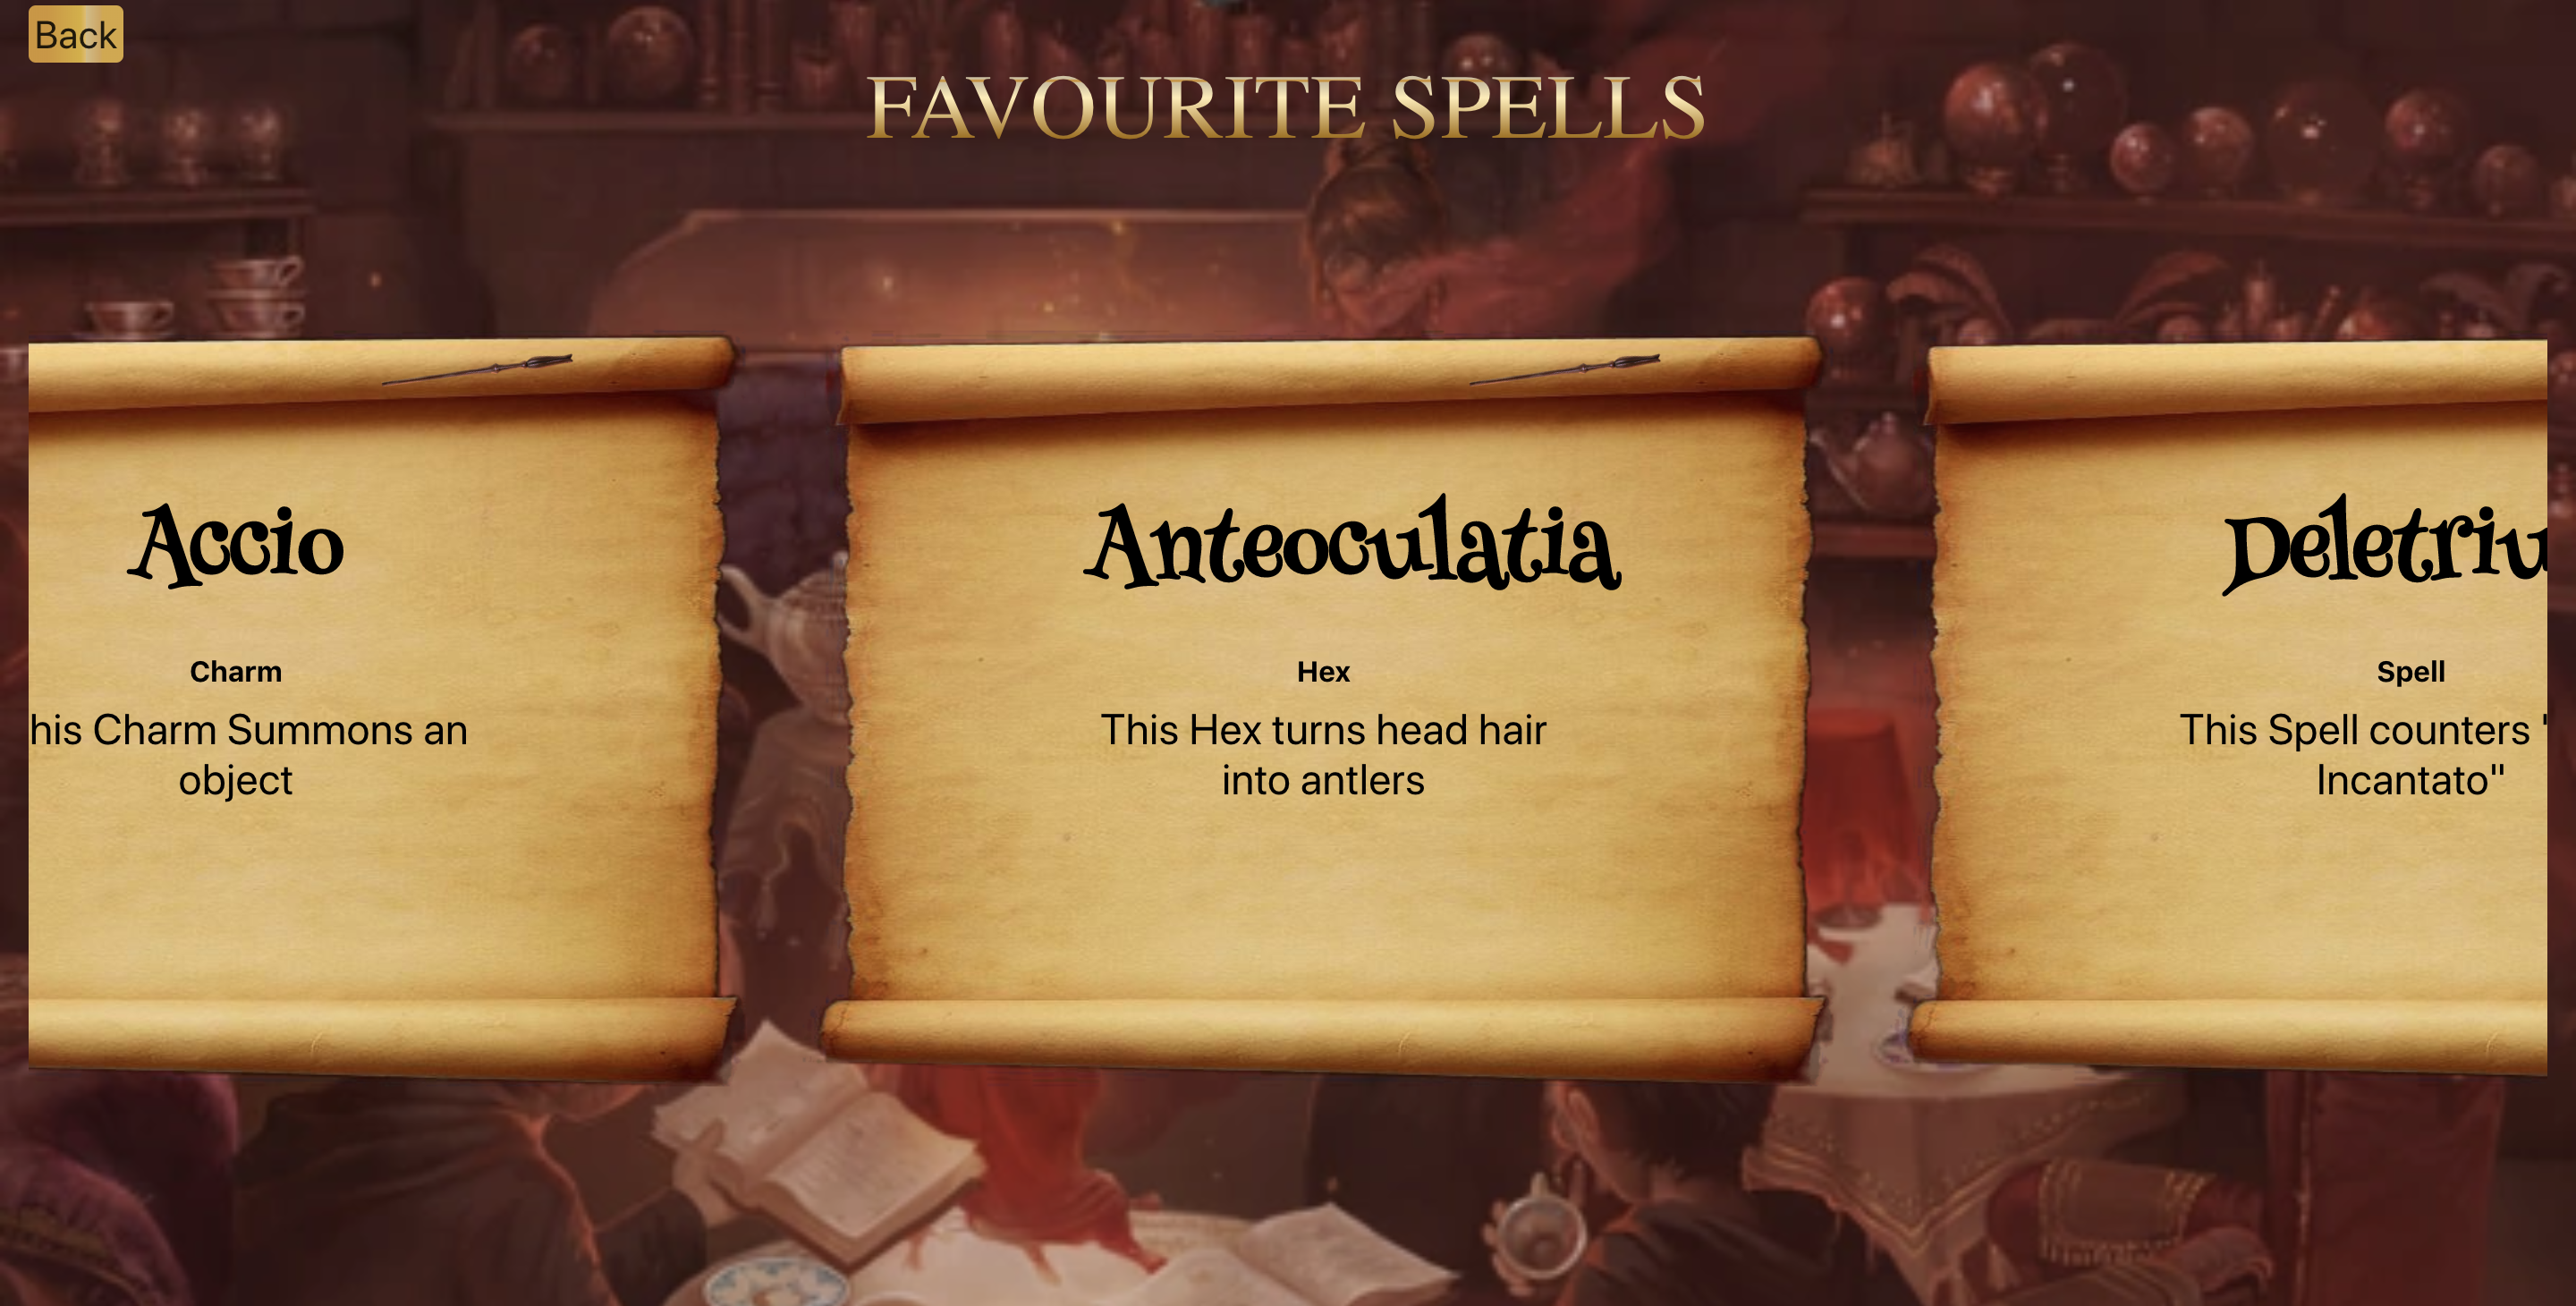 Back
FAVOURITE SPELLS
Accio
Charm
his Charm Summons an
object
Anteoculatia
Hex
This Hex turns head hair
into antlers
Deletriu
Spell
This Spell counters "
Incantato"